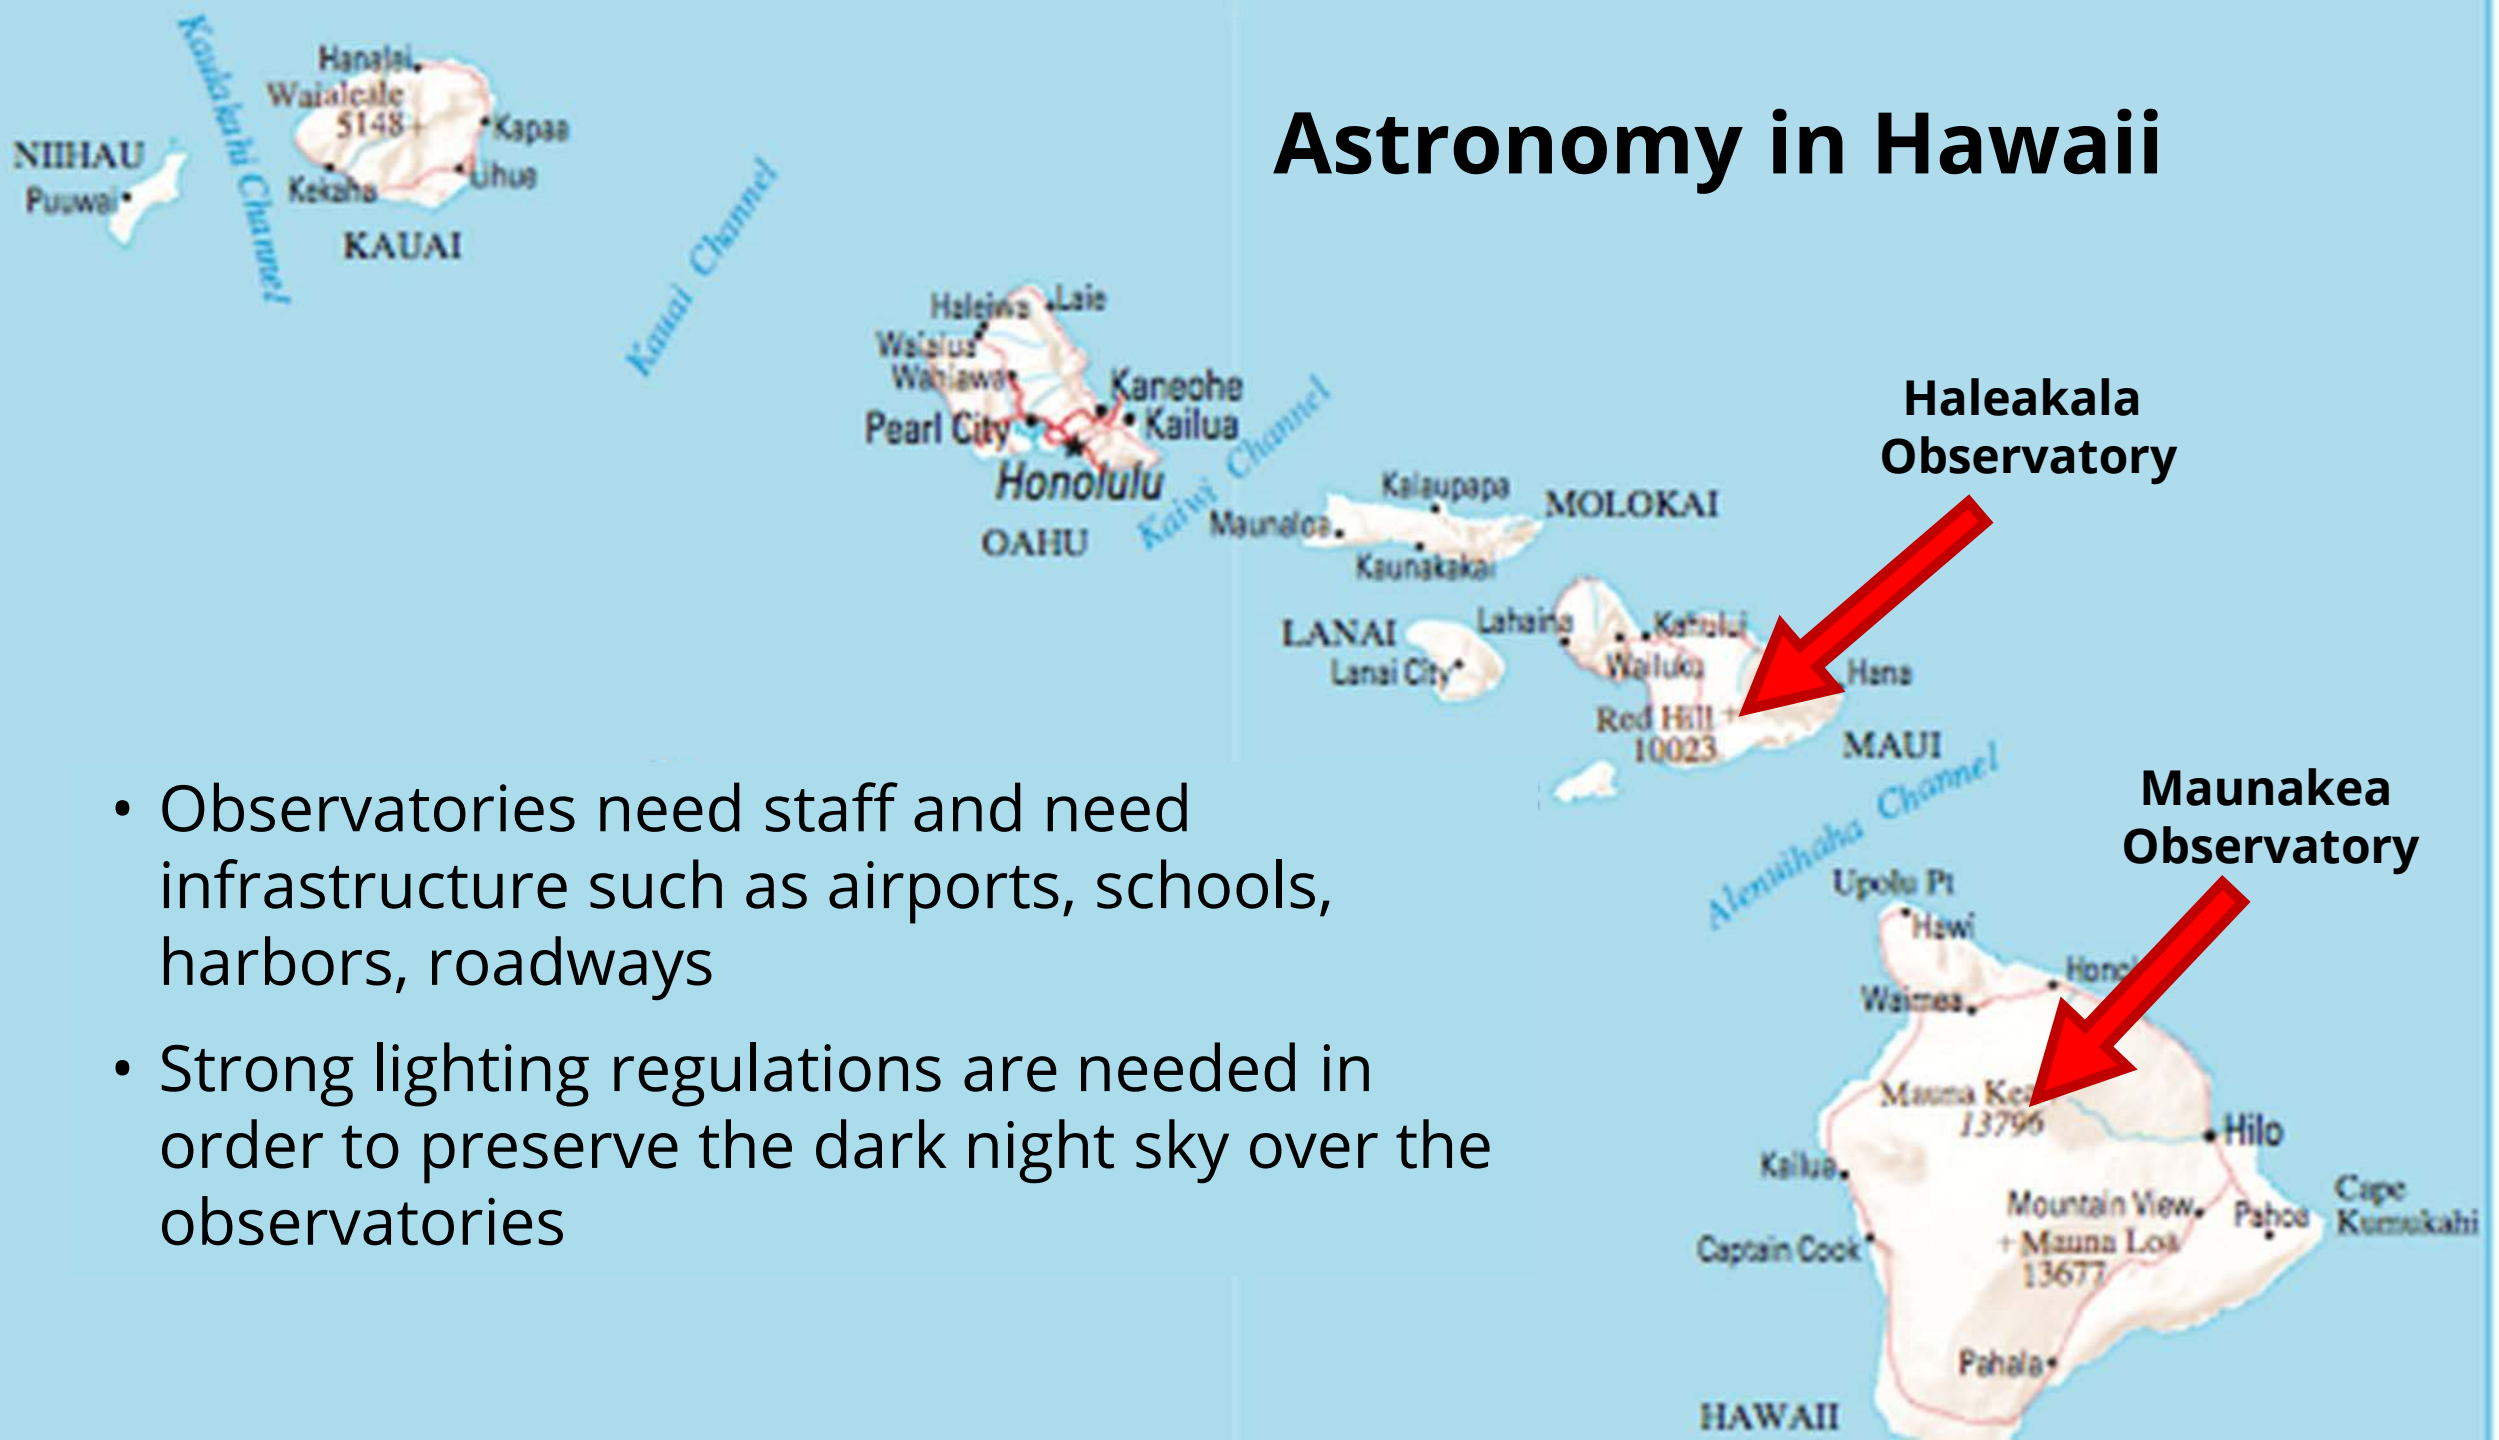 Astronomy in Hawaii
Kaulakahi Channel
Hanalei
Waialeale
5148
Kapaa
NIIHAU
Puuwai
Kekaha
Lihue
KAUAI
Kauai Channel
Haleiwa
Laie
Waialua
Wahiawa
Kaneohe
Pearl City
Kailua
Honolulu
OAHU
Kaiwi Channel
Haleakala
Observatory
Kalaupapa
MOLOKAI
Maunaloa
Kaunakakai
LANAI
Lanai City
Lahaina
Kahului
Wailuku
Hana
Red Hill
10023
MAUI
Alenuihaha Channel
• Observatories need staff and need
infrastructure such as airports, schools,
harbors, roadways
• Strong lighting regulations are needed in
order to preserve the dark night sky over the
observatories
Maunakea
Observatory
Upolu Pt
Hawi
Waimea
Mauna Kea
13796
Hilo
Kailua
Mountain View
Pahoa
Cape
Kumukahi
Captain Cook
Mauna Loa
13677
Pahala
HAWAII